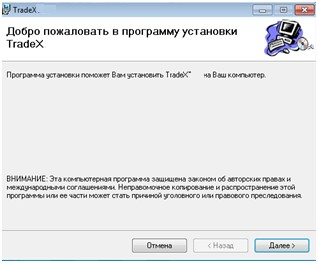 TradeX.
Добро пожаловать в программу установки
TradeX
Программа установки поможет Вам установить TradeX™ на Ваш компьютер.
ВНИМАНИЕ: Эта компьютерная программа защищена законом об авторских правах и
международными соглашениями. Неправомочное копирование и распространение этой
программы или ее части может стать причиной уголовного или правового преследования.
Отмена
< Назад
Далее >